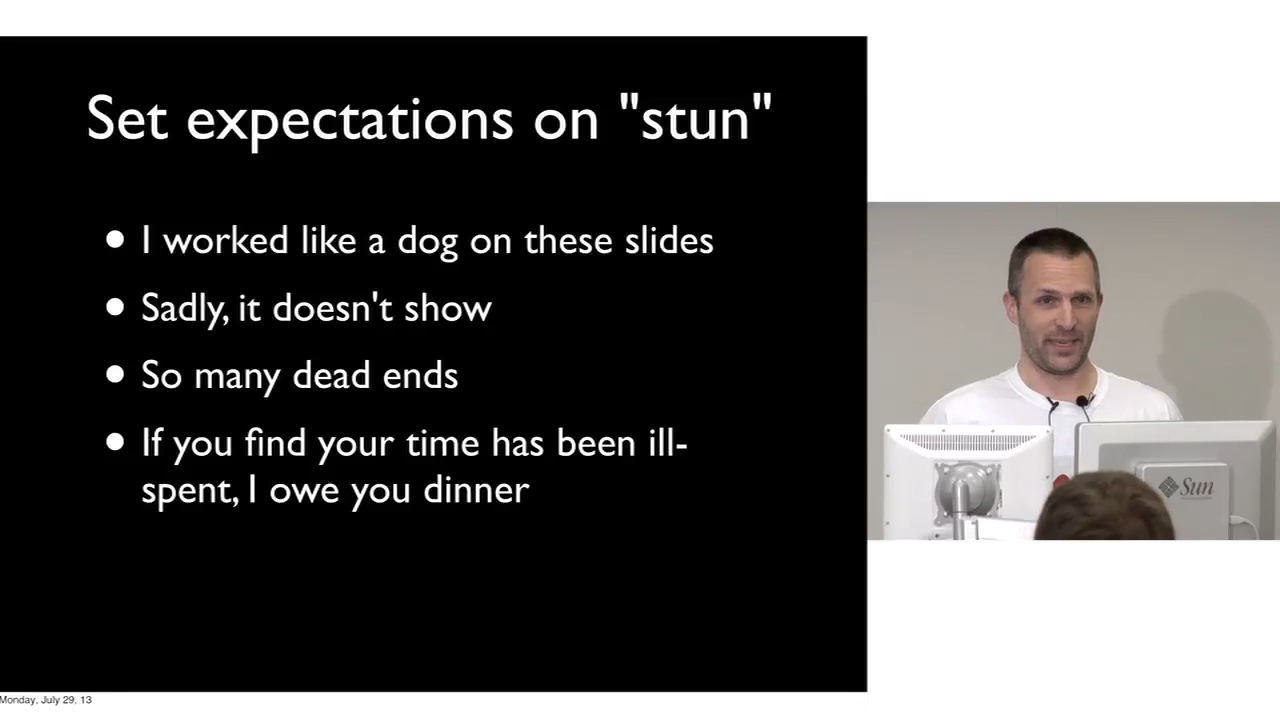 Set expectations on "stun"
• I worked like a dog on these slides
• Sadly, it doesn't show
• So many dead ends
• If you find your time has been ill-
spent, I owe you dinner
Sun
Monday, July 29, 13